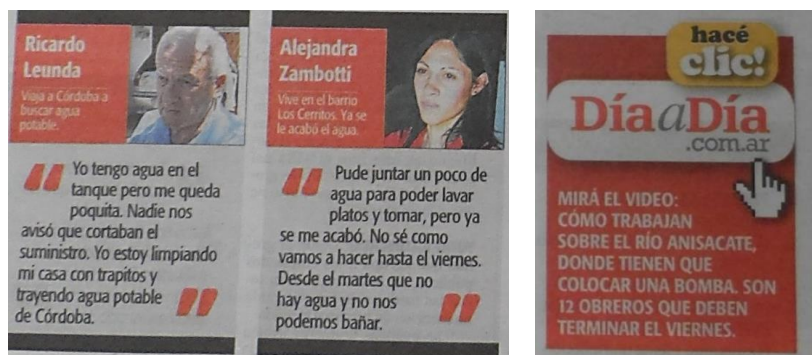 Ricardo
Leunda
Viaja a Córdoba a
buscar agua
potable.
Yo tengo agua en el
tanque pero me queda
poquita. Nadie nos
avisó que cortaban el
suministro. Yo estoy limpiando
mi casa con trapitos y
trayendo agua potable
de Córdoba.
Alejandra
Zambotti
Vive en el barrio
Los Cerritos. Ya se
le acabó el agua.
Pude juntar un poco de
agua para poder lavar
platos y tomar, pero ya
se me acabó. No sé como
vamos a hacer hasta el viernes.
Desde el martes que no
hay agua y no nos
podemos bañar.
hacé
clic!
DíaaDía
.com.ar
MIRÁ EL VIDEO:
CÓMO TRABAJAN
SOBRE EL RÍO ANISACATE,
DONDE TIENEN QUE
COLOCAR UNA BOMBA. SON
12 OBREROS QUE DEBEN
TERMINAR EL VIERNES.